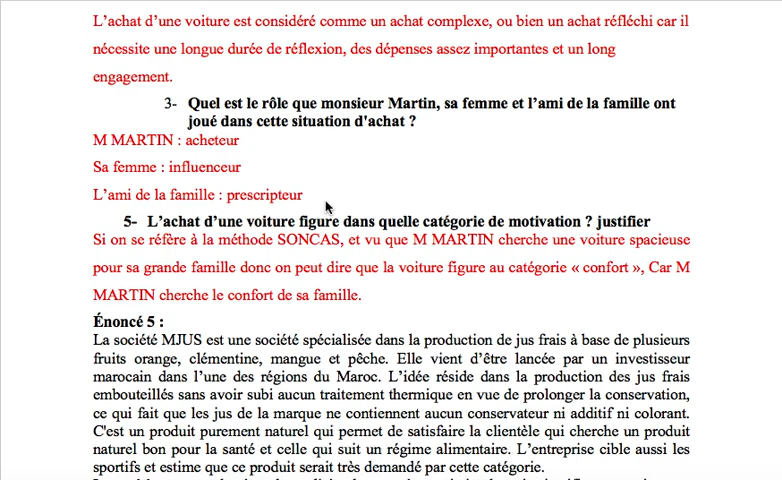 L’achat d’une voiture est considéré comme un achat complexe, ou bien un achat réfléchi car il
nécessite une longue durée de réflexion, des dépenses assez importantes et un long
engagement.
3- Quel est le rôle que monsieur Martin, sa femme et l’ami de la famille ont
joué dans cette situation d'achat ?
M MARTIN : acheteur
Sa femme : influenceur
L’ami de la famille : prescripteur
5- L’achat d’une voiture figure dans quelle catégorie de motivation ? justifier
Si on se réfère à la méthode SONCAS, et vu que M MARTIN cherche une voiture spacieuse
pour sa grande famille donc on peut dire que la voiture figure au catégorie « confort », Car M
MARTIN cherche le confort de sa famille.
Énoncé 5 :
La société MJUS est une société spécialisée dans la production de jus frais à base de plusieurs
fruits orange, clémentine, mangue et pêche. Elle vient d’être lancée par un investisseur
marocain dans l’une des régions du Maroc. L’idée réside dans la production des jus frais
embouteillés sans avoir subi aucun traitement thermique en vue de prolonger la conservation,
ce qui fait que les jus de la marque ne contiennent aucun conservateur ni additif ni colorant.
C'est un produit purement naturel qui permet de satisfaire la clientèle qui cherche un produit
naturel bon pour la santé et celle qui suit un régime alimentaire. L’entreprise cible aussi les
sportifs et estime que ce produit serait très demandé par cette catégorie.